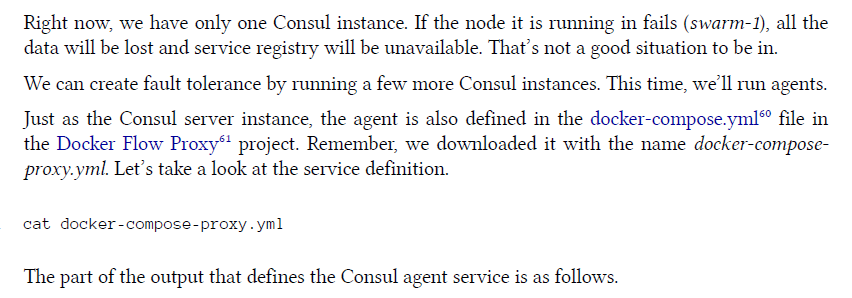 Right now, we have only one Consul instance. If the node it is running in fails (swarm-1), all the
data will be lost and service registry will be unavailable. That’s not a good situation to be in.
We can create fault tolerance by running a few more Consul instances. This time, we’ll run agents.
Just as the Consul server instance, the agent is also defined in the docker-compose.yml⁶⁰ file in
the Docker Flow Proxy⁶¹ project. Remember, we downloaded it with the name docker-compose-
proxy.yml. Let’s take a look at the service definition.
cat docker-compose-proxy.yml
The part of the output that defines the Consul agent service is as follows.